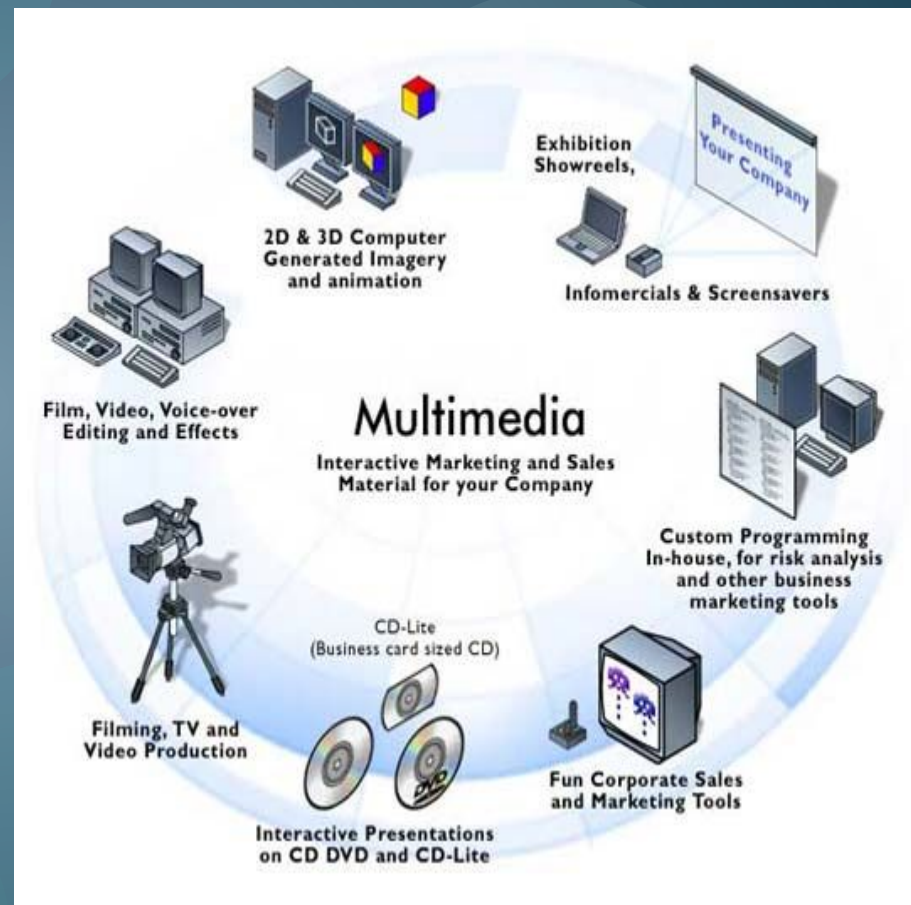 Presenting
Your Company
Exhibition
Showreels,
Infomercials & Screensavers
2D & 3D Computer
Generated Imagery
and animation
Film, Video, Voice-over
Editing and Effects
Multimedia
Interactive Marketing and Sales
Material for your Company
Custom Programming
In-house, for risk analysis
and other business
marketing tools
CD-Lite
(Business card sized CD)
Filming, TV and
Video Production
DVD
Interactive Presentations
on CD DVD and CD-Lite
Fun Corporate Sales
and Marketing Tools